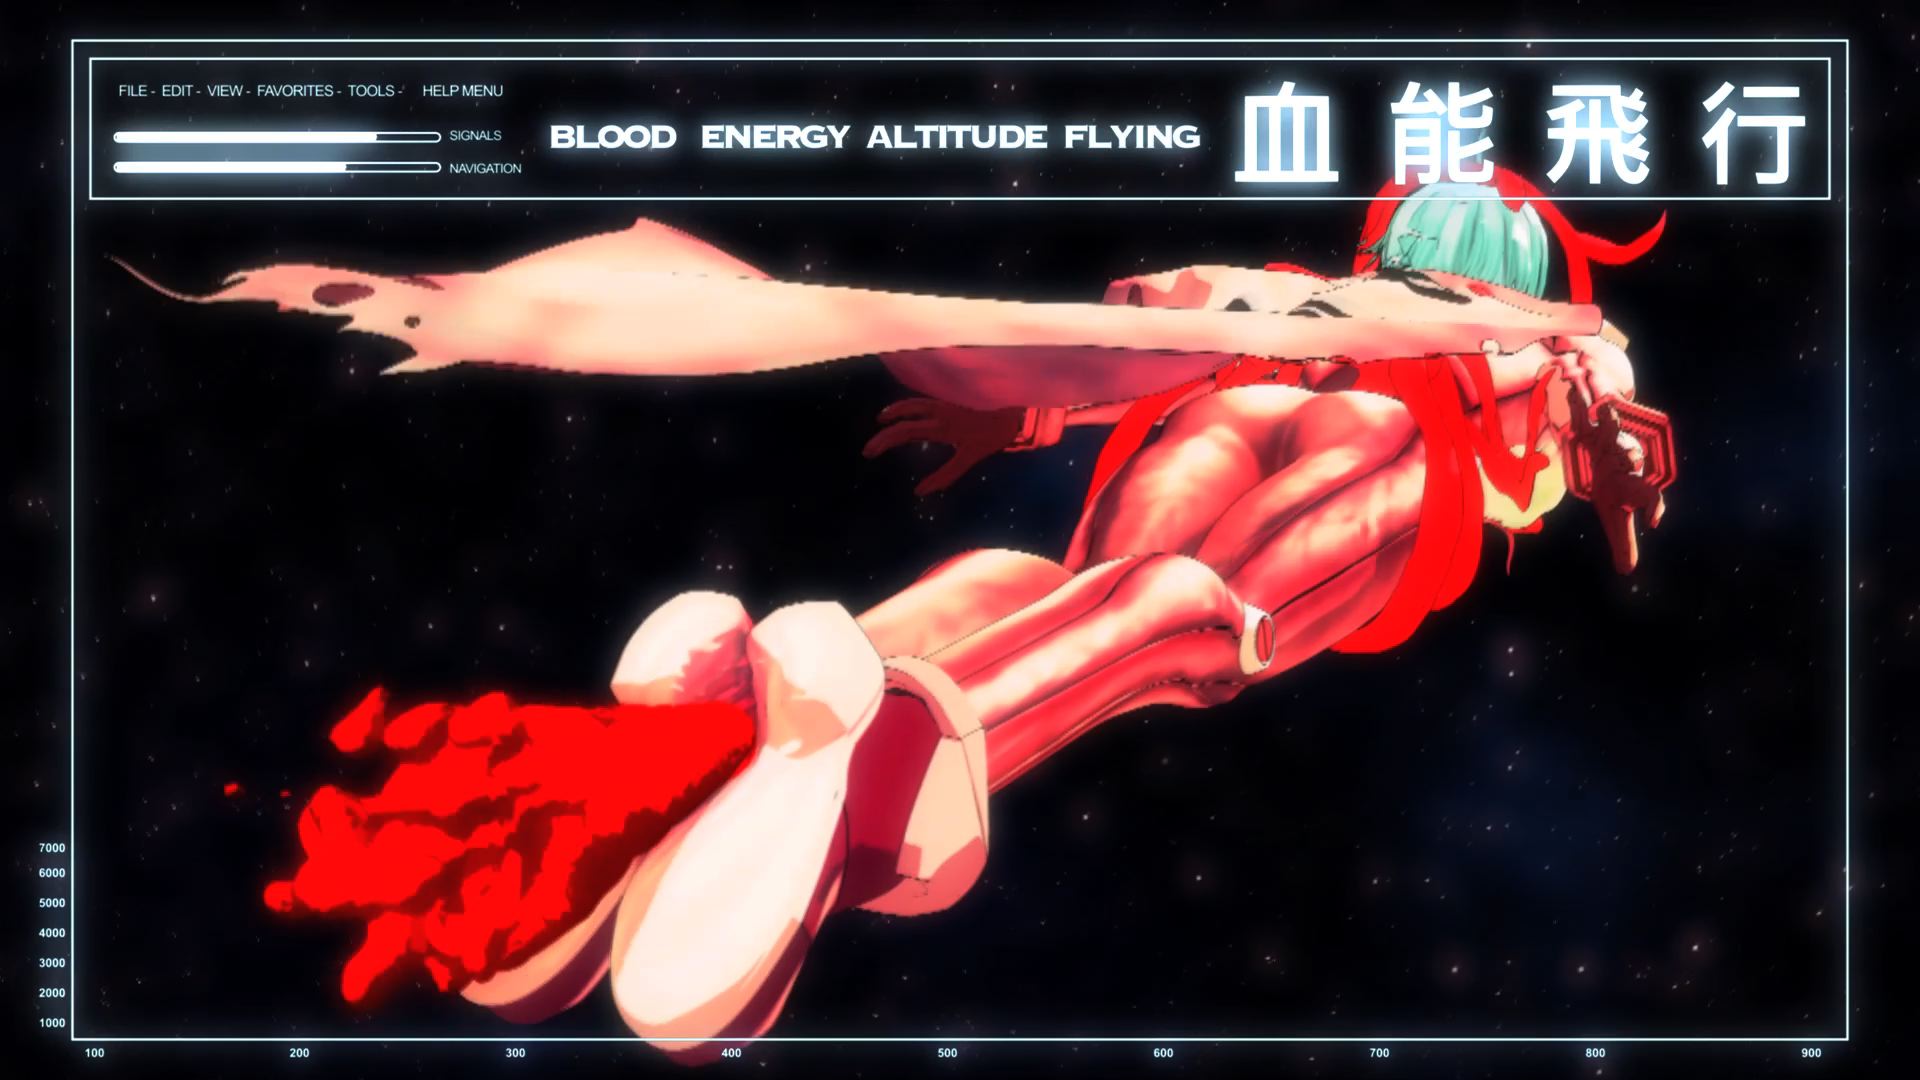 FILE - EDIT - VIEW - FAVORITES - TOOLS - HELP MENU
SIGNALS
NAVIGATION
BLOOD ENERGY ALTITUDE FLYING
血能飛行
7000
6000
5000
4000
3000
2000
1000
100 200 300 400 500 600 700 800 900